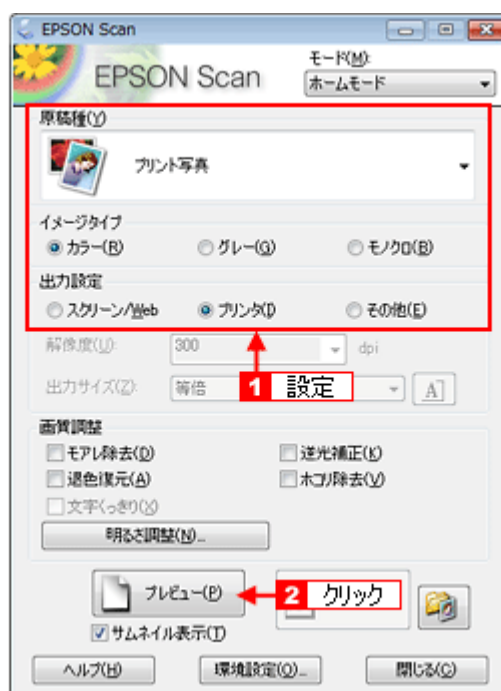 EPSON Scan
EPSON Scan
モード(M):
ホームモード
原稿種(Y)
プリント写真
イメージタイプ
カラー(R)
グレー(G)
モノクロ(B)
出力設定
スクリーン/Web
プリンタ(I)
その他(E)
解像度(U):
300
dpi
出力サイズ(Z):
等倍
1 設定
A
画質調整
モアレ除去(D)
逆光補正(K)
退色復元(A)
ホコリ除去(V)
文字くっきり(X)
明るさ調整(N)...
プレビュー(P)
2 クリック
サムネイル表示(T)
ヘルプ(H)
環境設定(O)...
閉じる(C)